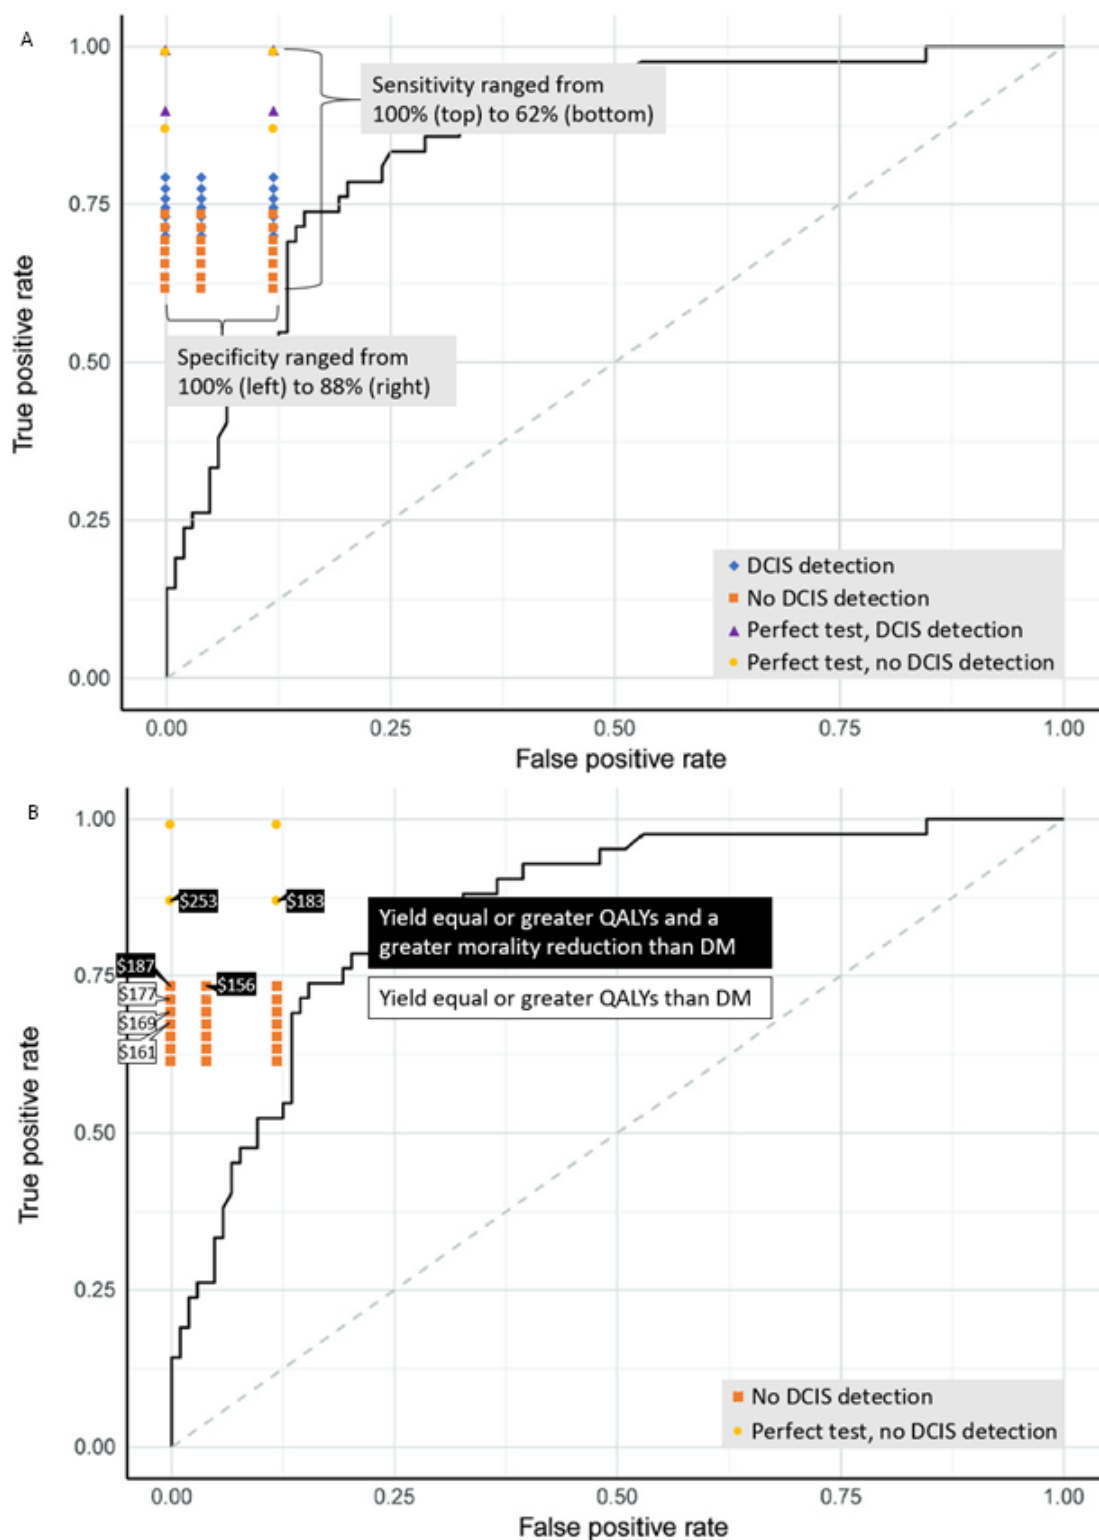 A
1.00
Sensitivity ranged from
100% (top) to 62% (bottom)
0.75
True positive rate
0.50
Specificity ranged from
100% (left) to 88% (right)
0.25
DCIS detection
No DCIS detection
Perfect test, DCIS detection
Perfect test, no DCIS detection
0.00
0.00 0.25 0.50 0.75 1.00
False positive rate
B
1.00
$253 $183
Yield equal or greater QALYs and a
greater morality reduction than DM
$187
0.75
$156
$177
Yield equal or greater QALYs than DM
$169
$161
True positive rate
0.50
0.25
No DCIS detection
Perfect test, no DCIS detection
0.00
0.00 0.25 0.50 0.75 1.00
False positive rate